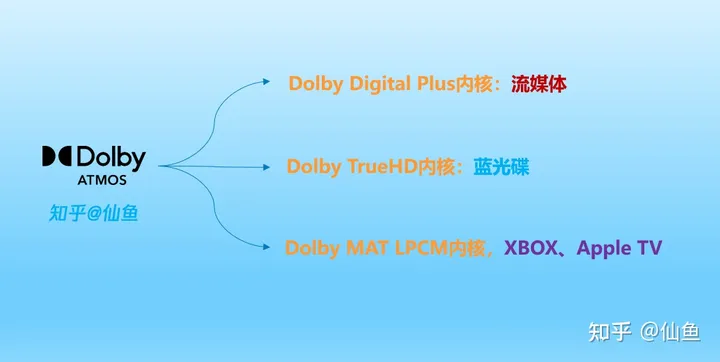 Dolby Digital Plus内核：流媒体
Dolby
ATMOS
Dolby TrueHD内核：蓝光碟
知乎@仙鱼
Dolby MAT LPCM内核，XBOX、Apple TV
知乎 @仙鱼